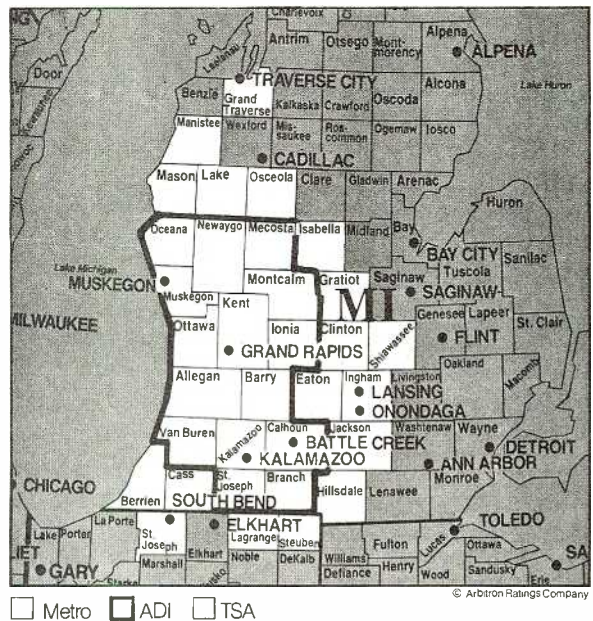 Charlevoix
Antrim Otsego Mont-morency Alpena
ALPENA
Door
Leelanau
TRAVERSE CITY
Lake Huron
Kewaunee
Benzie Grand Traverse Kalkaska Crawford Oscoda Alcona
Manistee Wexford Mis-saukee Ros-common Ogemaw Iosco
CADILLAC
Mason Lake Osceola Clare Gladwin Arenac
Huron
Oceana Newaygo Mecosta Isabella Midland Bay
BAY CITY
Lake Michigan
Tuscola Sanilac
MUSKEGON
Montcalm Gratiot Saginaw
SAGINAW
Muskegon Kent MI
Genesee Lapeer
MILWAUKEE
Ottawa Ionia Clinton Shiawassee St. Clair
FLINT
GRAND RAPIDS
Oakland Macomb
Allegan Barry Eaton Ingham Livingston
LANSING
ONONDAGA
Van Buren Kalamazoo Calhoun Jackson Washtenaw Wayne
BATTLE CREEK
DETROIT
KALAMAZOO
ANN ARBOR
Cass St. Joseph Branch Monroe
CHICAGO
Berrien SOUTH BEND Hillsdale Lenawee
La Porte ELKHART TOLEDO
Lake Porter St. Joseph Lagrange Steuben Lucas
Elkhart Noble Fulton Ottawa
IET
Marshall DeKalb Williams Henry Wood Sandusky SA
GARY
Starke Defiance Erie
© Arbitron Ratings Company
Metro ADI TSA